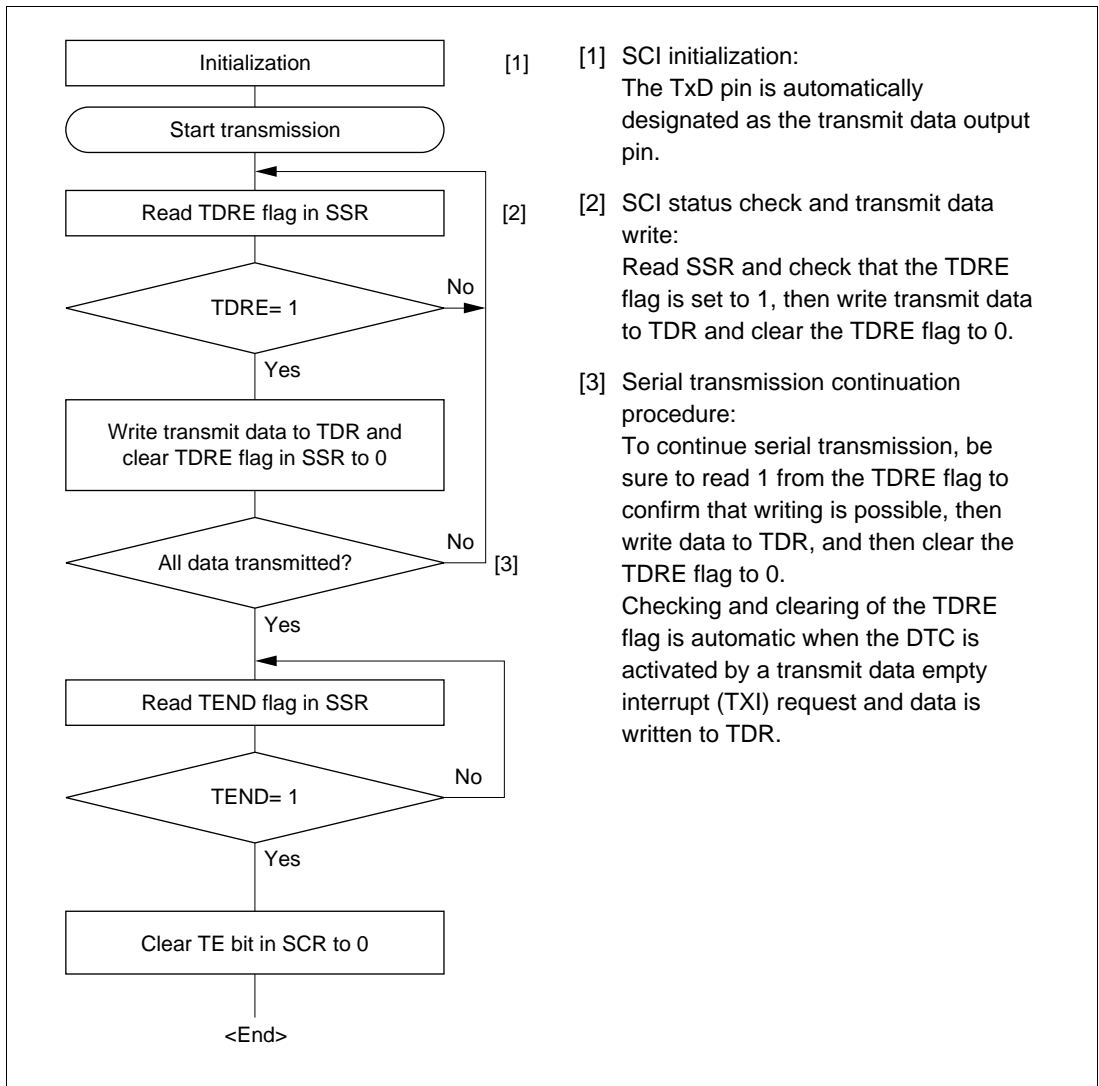 Initialization
[1]
Start transmission
Read TDRE flag in SSR
[2]
No
TDRE= 1
Yes
Write transmit data to TDR and
clear TDRE flag in SSR to 0
No
All data transmitted?
[3]
Yes
Read TEND flag in SSR
No
TEND= 1
Yes
Clear TE bit in SCR to 0
<End>
[1] SCI initialization:
The TxD pin is automatically
designated as the transmit data output
pin.
[2] SCI status check and transmit data
write:
Read SSR and check that the TDRE
flag is set to 1, then write transmit data
to TDR and clear the TDRE flag to 0.
[3] Serial transmission continuation
procedure:
To continue serial transmission, be
sure to read 1 from the TDRE flag to
confirm that writing is possible, then
write data to TDR, and then clear the
TDRE flag to 0.
Checking and clearing of the TDRE
flag is automatic when the DTC is
activated by a transmit data empty
interrupt (TXI) request and data is
written to TDR.